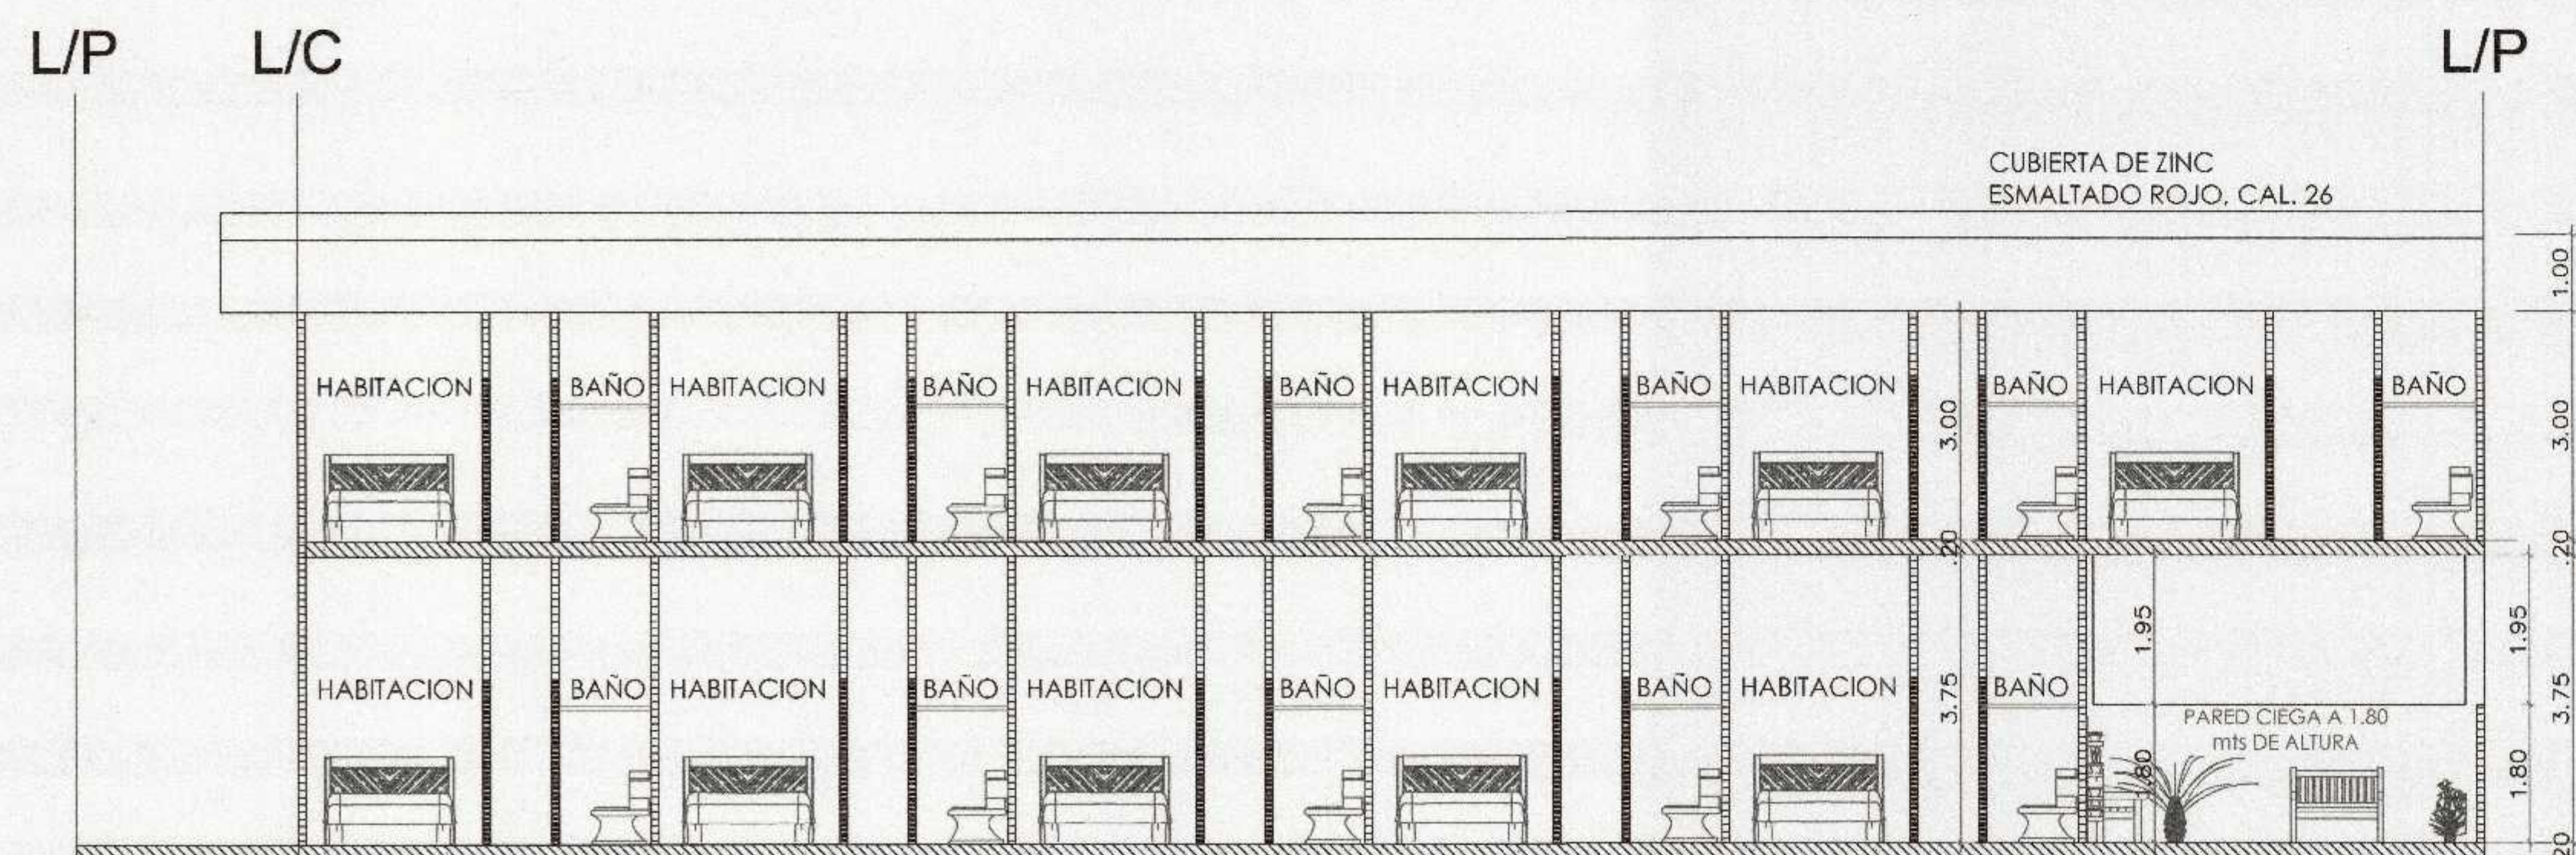 L/P L/C L/P
CUBIERTA DE ZINC
ESMALTADO ROJO, CAL. 26
1.00
HABITACION BAÑO HABITACION BAÑO HABITACION BAÑO HABITACION BAÑO HABITACION BAÑO HABITACION BAÑO
3.00 3.00
.20 .20
1.95 1.95
HABITACION BAÑO HABITACION BAÑO HABITACION BAÑO HABITACION BAÑO HABITACION BAÑO
3.75 3.75
PARED CIEGA A 1.80
mts DE ALTURA
.80 1.80
20